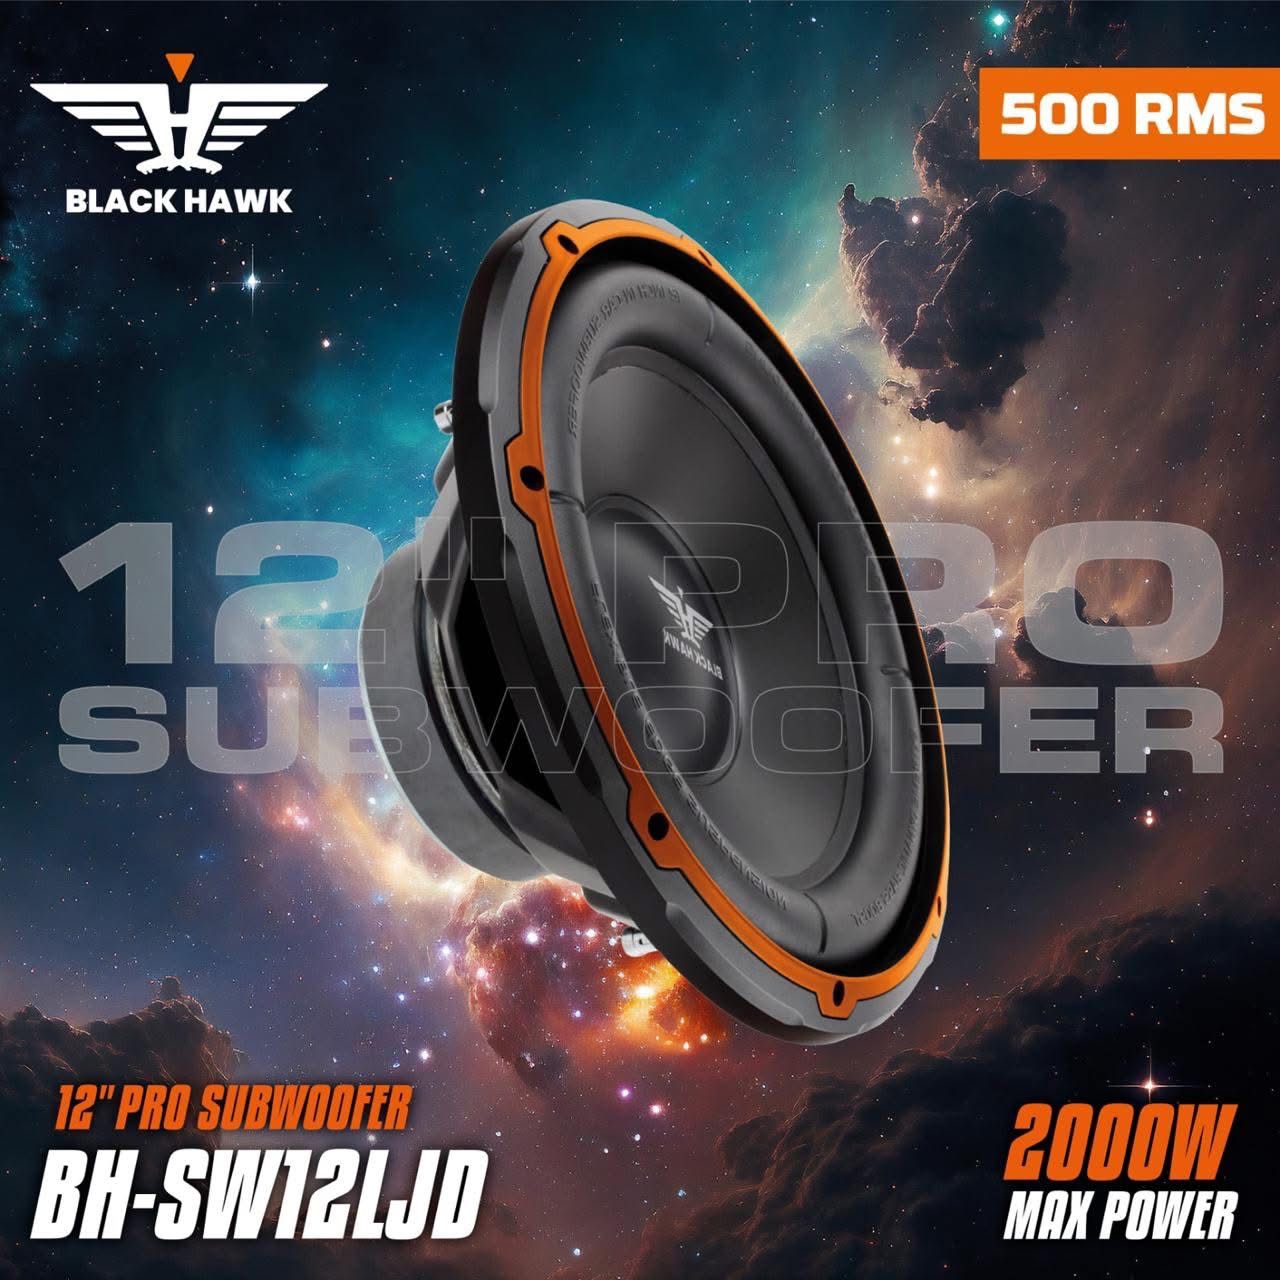 BLACK HAWK
500 RMS
12" PRO
SUBWOOFER
BLACK HAWK
12" PRO SUBWOOFER
BH-SW12LJD
2000W
MAX POWER